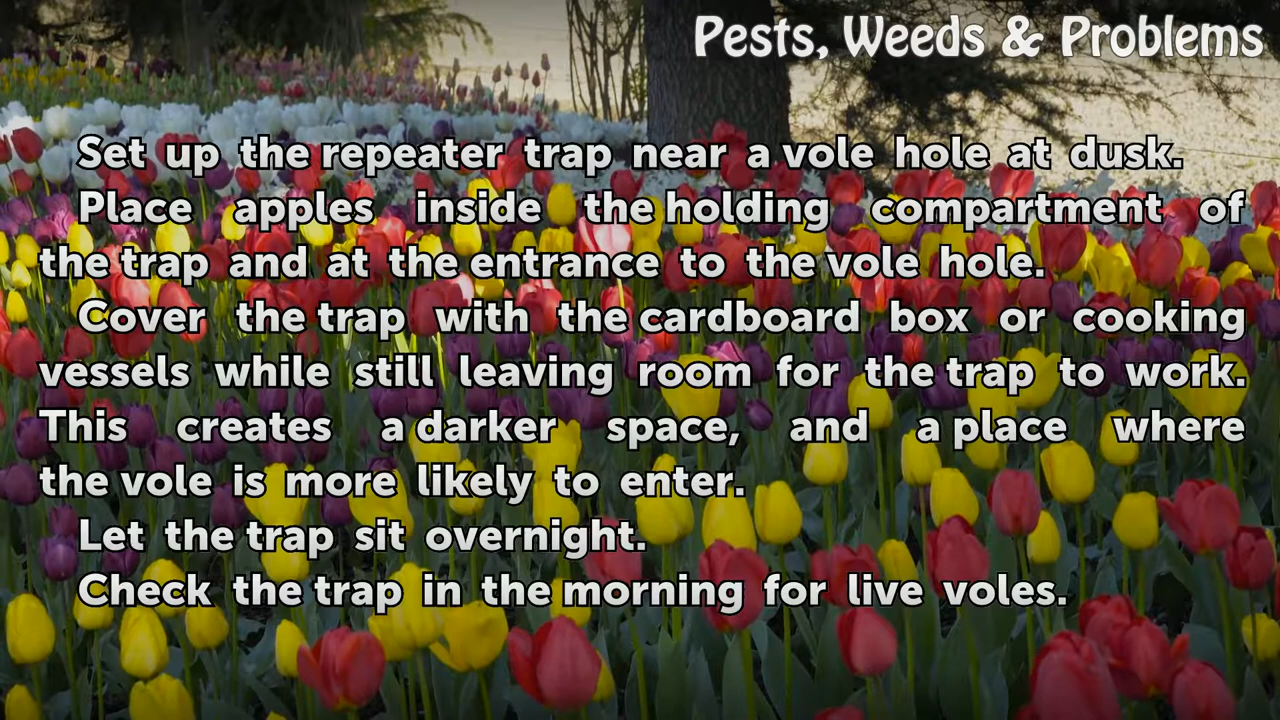 Pests, Weeds & Problems
Set up the repeater trap near a vole hole at dusk.
Place apples inside the holding compartment of
the trap and at the entrance to the vole hole.
Cover the trap with the cardboard box or cooking
vessels while still leaving room for the trap to work.
This creates a darker space, and a place where
the vole is more likely to enter.
Let the trap sit overnight.
Check the trap in the morning for live voles.